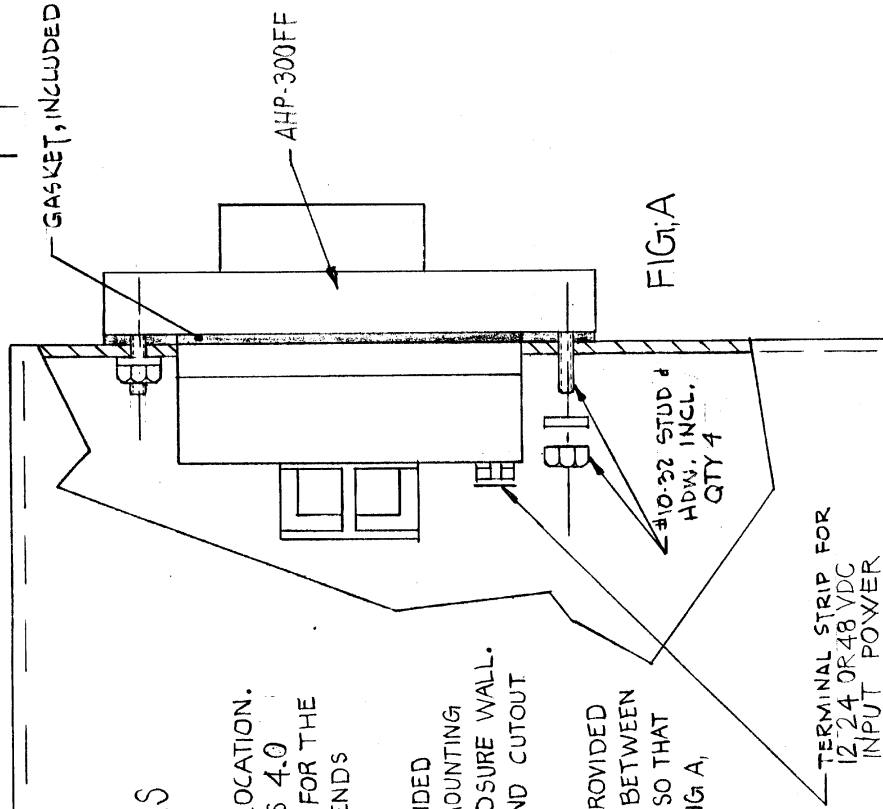 S
OCATION.
S 4.0
FOR THE
ENDS
IDED
OUNTING
OSURE WALL.
ND CUTOUT
ROVIDED
BETWEEN
SO THAT
IG A,
GASKET, INCLUDED
AHP-300FF
FIG. A
#10-32 STUD &
HDW. INCL.
QTY 4
TERMINAL STRIP FOR
12 24 OR 48 VDC
INPUT POWER